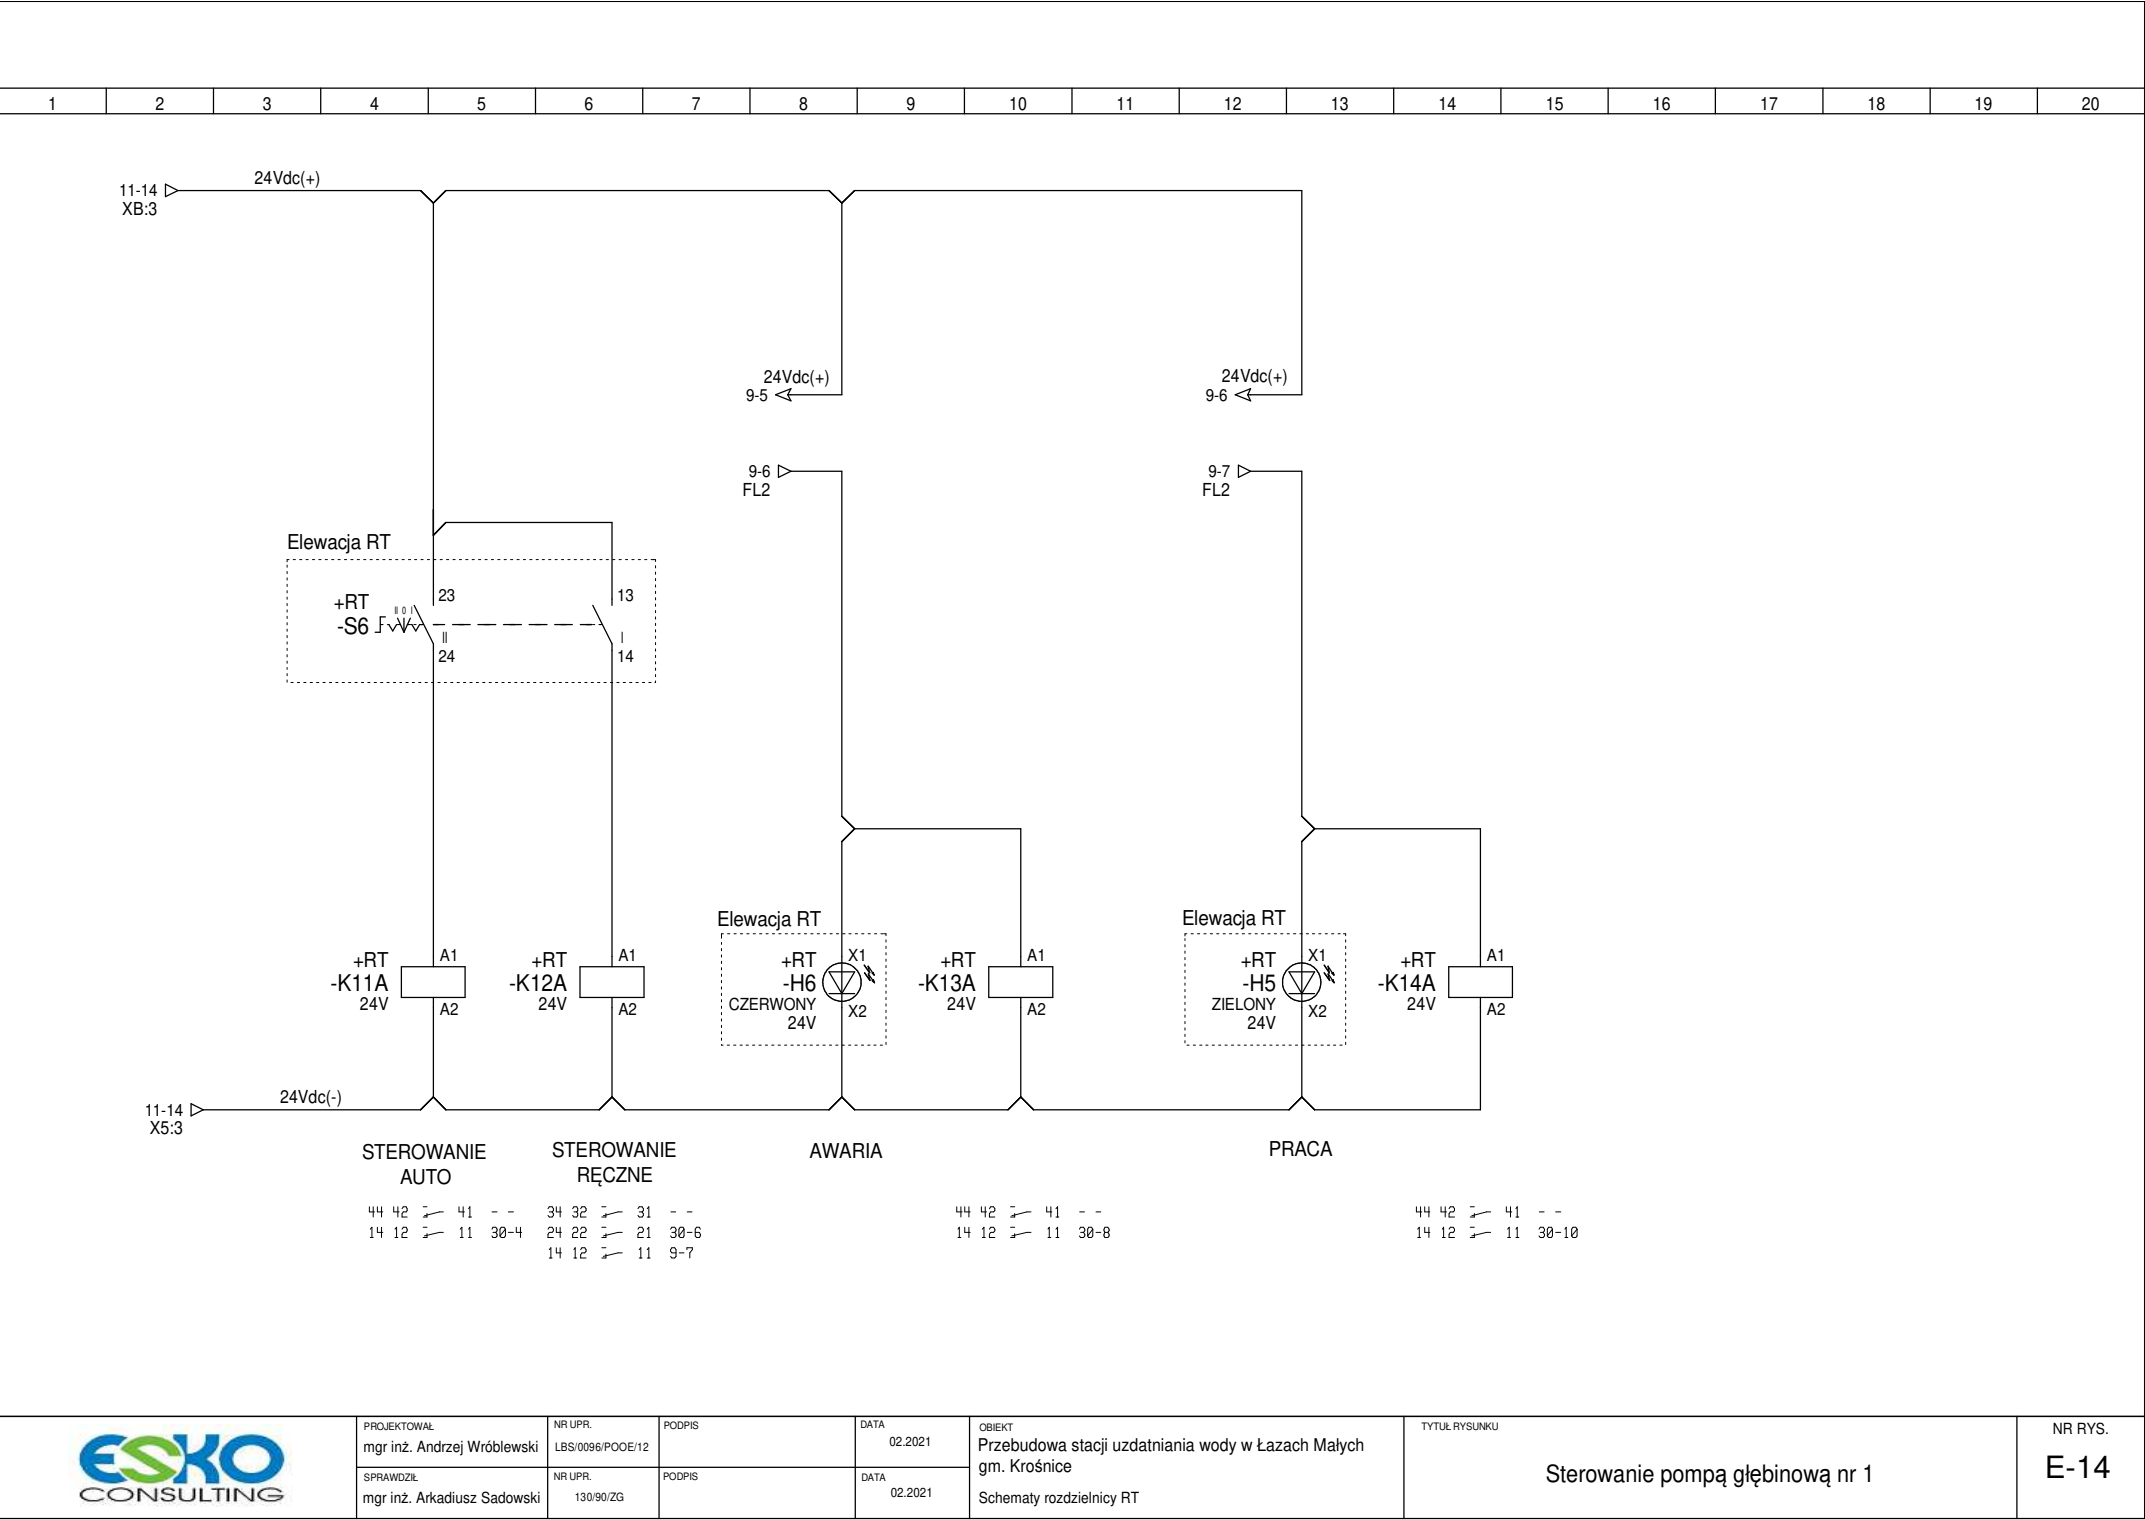 1 2 3 4 5 6 7 8 9 10 11 12 13 14 15 16 17 18 19 20
11-14 24Vdc(+)
XB:3
24Vdc(+)
9-5
24Vdc(+)
9-6
9-6
FL2
9-7
FL2
Elewacja RT
+RT
-S6
II 0 I
23
II
24
13
I
14
+RT
-K11A
24V
A1
A2
+RT
-K12A
24V
A1
A2
Elewacja RT
+RT
-H6
CZERWONY
24V
X1
X2
+RT
-K13A
24V
A1
A2
Elewacja RT
+RT
-H5
ZIELONY
24V
X1
X2
+RT
-K14A
24V
A1
A2
11-14 24Vdc(-)
X5:3
STEROWANIE
AUTO
STEROWANIE
RĘCZNE
AWARIA
PRACA
44 42 41 - -
14 12 11 30-4
34 32 31 - -
24 22 21 30-6
14 12 11 9-7
44 42 41 - -
14 12 11 30-8
44 42 41 - -
14 12 11 30-10
ESKO
CONSULTING
PROJEKTOWAŁ
mgr inż. Andrzej Wróblewski
NR UPR.
LBS/0096/POOE/12
PODPIS
DATA
02.2021
SPRAWDZIŁ
mgr inż. Arkadiusz Sadowski
NR UPR.
130/90/ZG
PODPIS
DATA
02.2021
OBIEKT
Przebudowa stacji uzdatniania wody w Łazach Małych
gm. Krośnice
Schematy rozdzielnicy RT
TYTUŁ RYSUNKU
Sterowanie pompą głębinową nr 1
NR RYS.
E-14